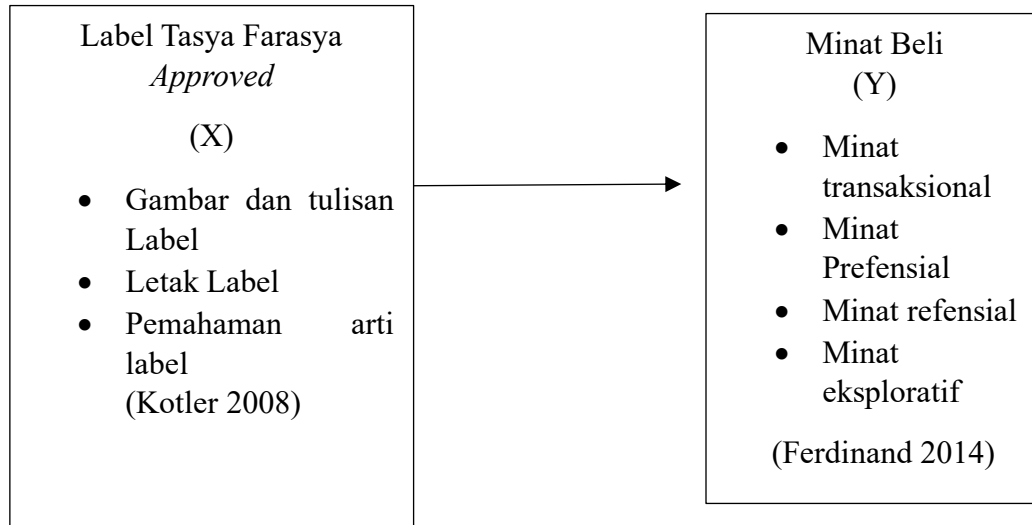 Label Tasya Farasya
Approved
(X)
• Gambar dan tulisan
Label
• Letak Label
• Pemahaman arti
label
(Kotler 2008)
Minat Beli
(Y)
• Minat
transaksional
• Minat
Prefensial
• Minat refensial
• Minat
eksploratif
(Ferdinand 2014)